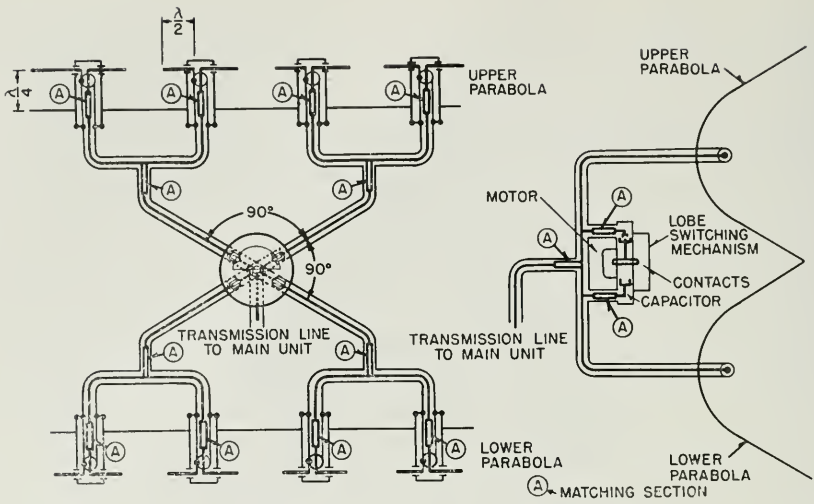 λ/2
λ/4
A
A
A
A
UPPER
PARABOLA
A
A
90°
90°
TRANSMISSION LINE
TO MAIN UNIT
A
A
A
A
A
A
LOWER
PARABOLA
UPPER
PARABOLA
MOTOR
A
A
LOBE
SWITCHING
MECHANISM
CONTACTS
CAPACITOR
A
TRANSMISSION LINE
TO MAIN UNIT
LOWER
PARABOLA
A MATCHING SECTION